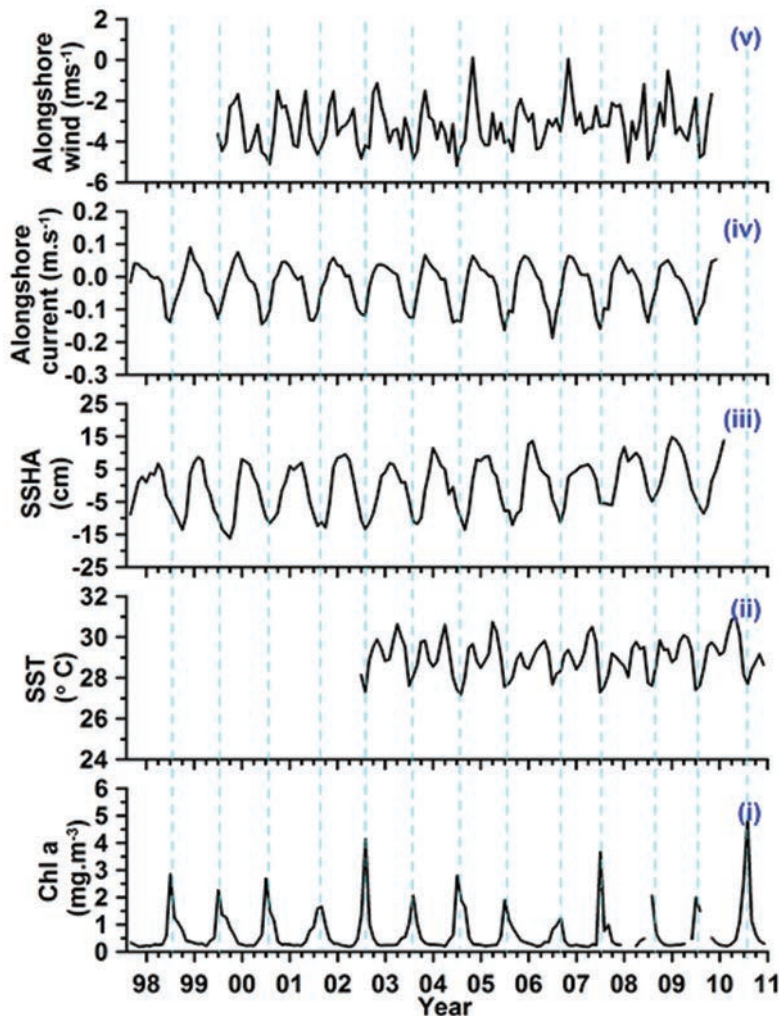 (v)
Alongshore
wind (ms-1)
2
0
-2
-4
-6
(iv)
Alongshore
current (m.s-1)
0.2
0.1
0.0
-0.1
-0.2
-0.3
(iii)
SSHA
(cm)
25
15
5
-5
-15
-25
(ii)
SST
(° C)
32
30
28
26
24
(i)
Chl a
(mg.m-3)
6
5
4
3
2
1
0
98 99 00 01 02 03 04 05 06 07 08 09 10 11
Year